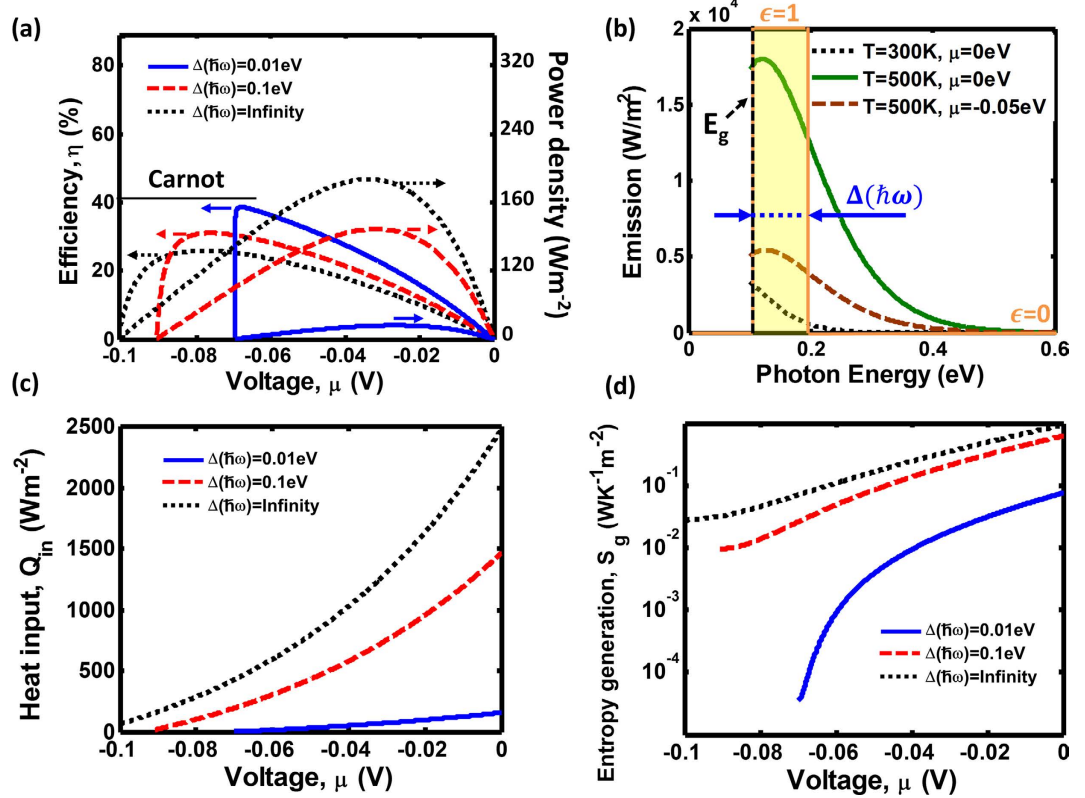 (a)
80
60
40
20
0
Efficiency, η (%)
Δ(ħω)=0.01eV
Δ(ħω)=0.1eV
Δ(ħω)=Infinity
Carnot
320
240
180
160
120
0
Power density (Wm-2)
-0.1 -0.08 -0.06 -0.04 -0.02 0
Voltage, μ (V)
(b)
x 10^4
ϵ=1
2
1.5
1
0.5
0
Emission (W/m2)
T=300K, μ=0eV
T=500K, μ=0eV
T=500K, μ=-0.05eV
Eg
Δ(ħω)
ϵ=0
0 0.2 0.4 0.6
Photon Energy (eV)
(c)
2500
2000
1500
1000
500
0
Heat input, Qin (Wm-2)
Δ(ħω)=0.01eV
Δ(ħω)=0.1eV
Δ(ħω)=Infinity
-0.1 -0.08 -0.06 -0.04 -0.02 0
Voltage, μ (V)
(d)
10-1
10-2
10-3
10-4
Entropy generation, Sg (WK-1m-2)
Δ(ħω)=0.01eV
Δ(ħω)=0.1eV
Δ(ħω)=Infinity
-0.1 -0.08 -0.06 -0.04 -0.02 0
Voltage, μ (V)